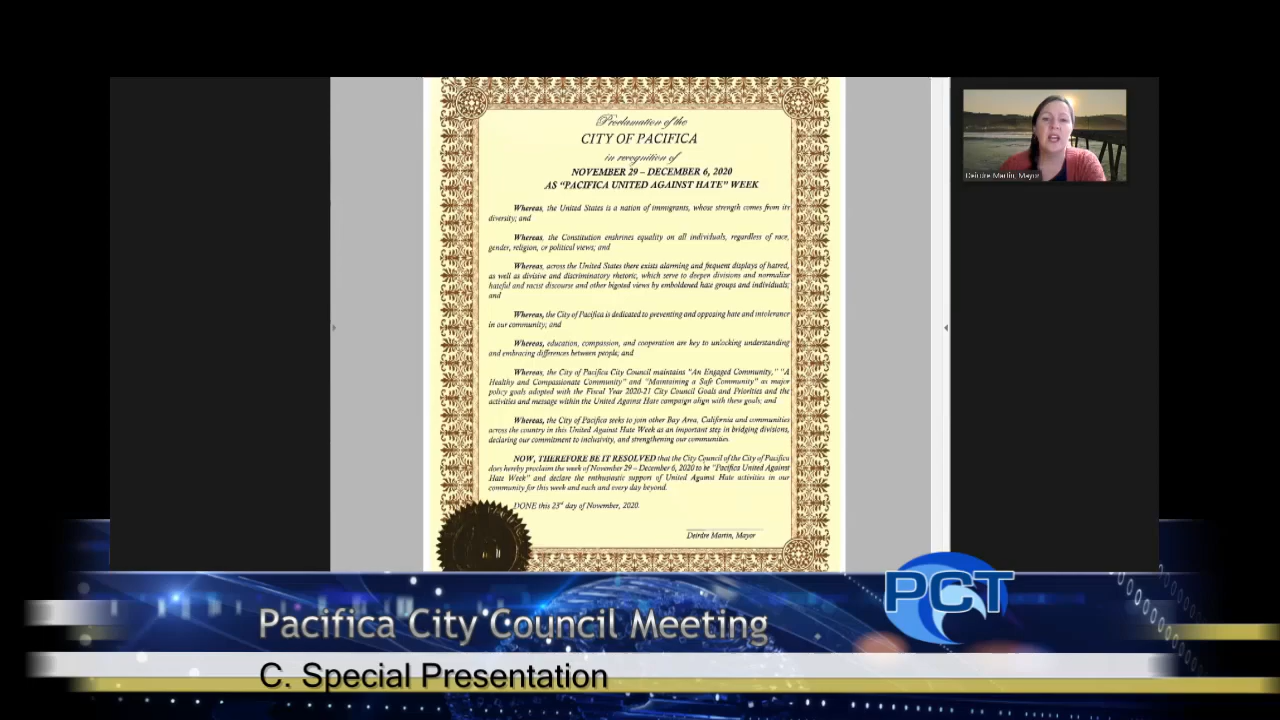 Proclamation of the
CITY OF PACIFICA
in recognition of
NOVEMBER 29 – DECEMBER 6, 2020
AS “PACIFICA UNITED AGAINST HATE” WEEK
Whereas, the United States is a nation of immigrants, whose strength comes from its
diversity; and
Whereas, the Constitution enshrines equality on all individuals, regardless of race,
gender, religion, or political views; and
Whereas, across the United States there exists alarming and frequent displays of hatred,
as well as divisive and discriminatory rhetoric, which serve to deepen divisions and normalize
hateful and racist discourse and other bigoted views by emboldened hate groups and individuals;
and
Whereas, the City of Pacifica is dedicated to preventing and opposing hate and intolerance
in our community; and
Whereas, education, compassion, and cooperation are key to unlocking understanding
and embracing differences between people; and
Whereas, the City of Pacifica City Council maintains “An Engaged Community,” “A
Healthy and Compassionate Community” and “Maintaining a Safe Community” as major
policy goals adopted with the Fiscal Year 2020-21 City Council Goals and Priorities and the
activities and message within the United Against Hate campaign align with these goals; and
Whereas, the City of Pacifica seeks to join other Bay Area, California and communities
across the country in this United Against Hate Week as an important step in bridging divisions,
declaring our commitment to inclusivity, and strengthening our communities.
NOW, THEREFORE BE IT RESOLVED that the City Council of the City of Pacifica
does hereby proclaim the week of November 29 – December 6, 2020 to be “Pacifica United Against
Hate Week” and declare the enthusiastic support of United Against Hate activities in our
community for this week and each and every day beyond.
DONE this 23rd day of November, 2020.
Deirdre Martin, Mayor
Deirdre Martin, Mayor
PCT
Pacifica City Council Meeting
C. Special Presentation